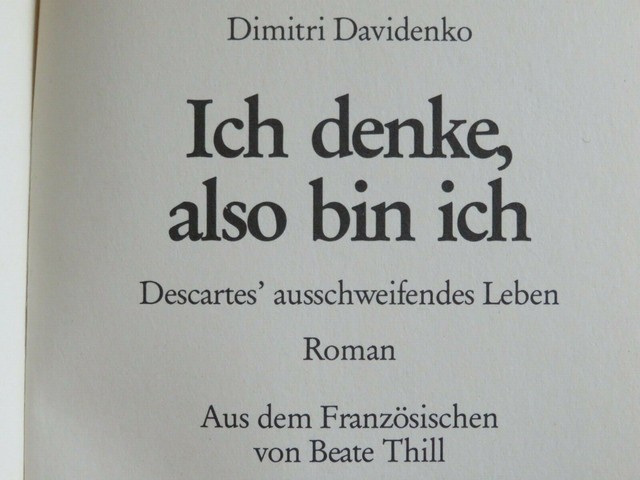 Dimitri Davidenko
Ich denke,
also bin ich
Descartes’ ausschweifendes Leben
Roman
Aus dem Französischen
von Beate Thill